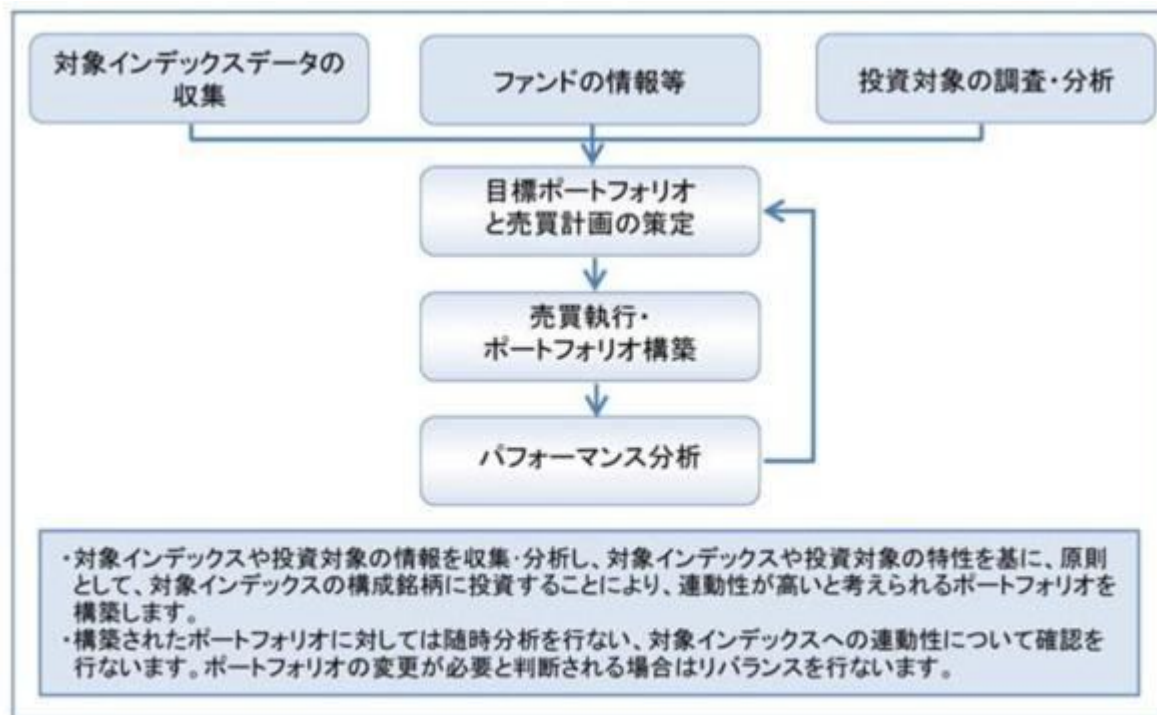 対象インデックスデータの
収集
ファンドの情報等
投資対象の調査・分析
目標ポートフォリオ
と売買計画の策定
売買執行・
ポートフォリオ構築
パフォーマンス分析
・対象インデックスや投資対象の情報を収集・分析し、対象インデックスや投資対象の特性を基に、原則
として、対象インデックスの構成銘柄に投資することにより、連動性が高いと考えられるポートフォリオを
構築します。
・構築されたポートフォリオに対しては随時分析を行ない、対象インデックスへの連動性について確認を
行ないます。ポートフォリオの変更が必要と判断される場合はリバランスを行ないます。